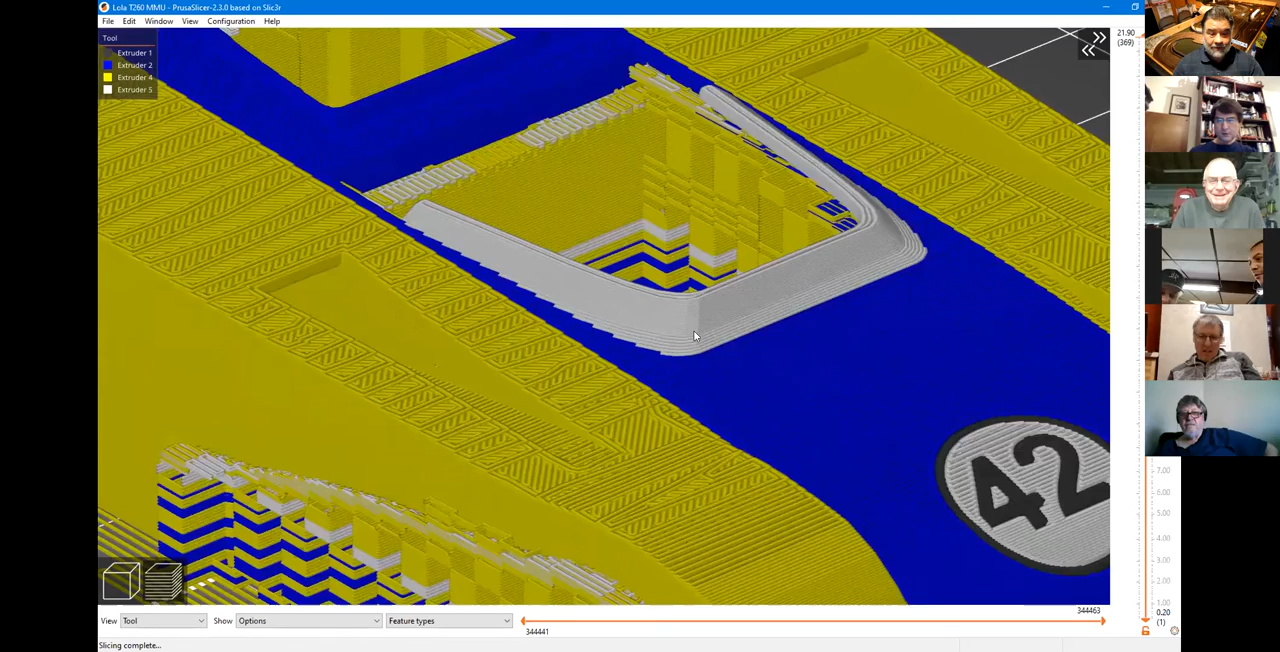 Lola T260 MMU - PrusaSlicer-2.3.0 based on Slic3r
File Edit Window View Configuration Help
Tool
Extruder 1
Extruder 2
Extruder 4
Extruder 5
21.90
(369)
42
7.00
6.00
5.00
4.00
3.00
2.00
1.00
0.20
(1)
344463
View Tool Show Options Feature types
344441
Slicing complete...